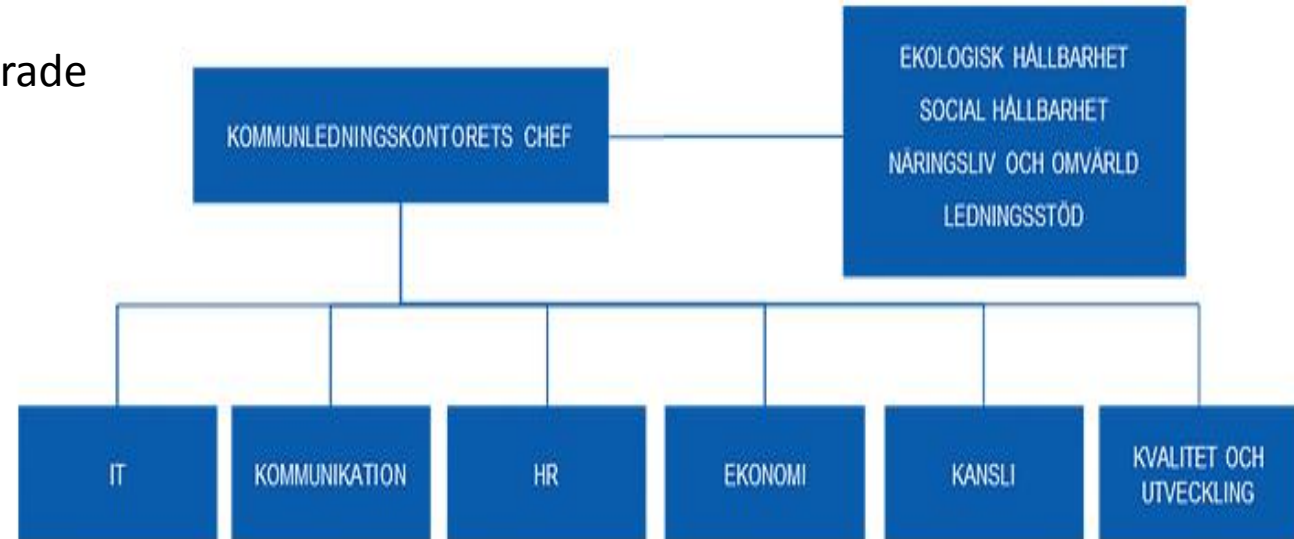 rade
KOMMUNLEDNINGSKONTORETS CHEF
EKOLOGISK HÅLLBARHET
SOCIAL HÅLLBARHET
NÄRINGSLIV OCH OMVÄRLD
LEDNINGSSTÖD
IT
KOMMUNIKATION
HR
EKONOMI
KANSLI
KVALITET OCH
UTVECKLING